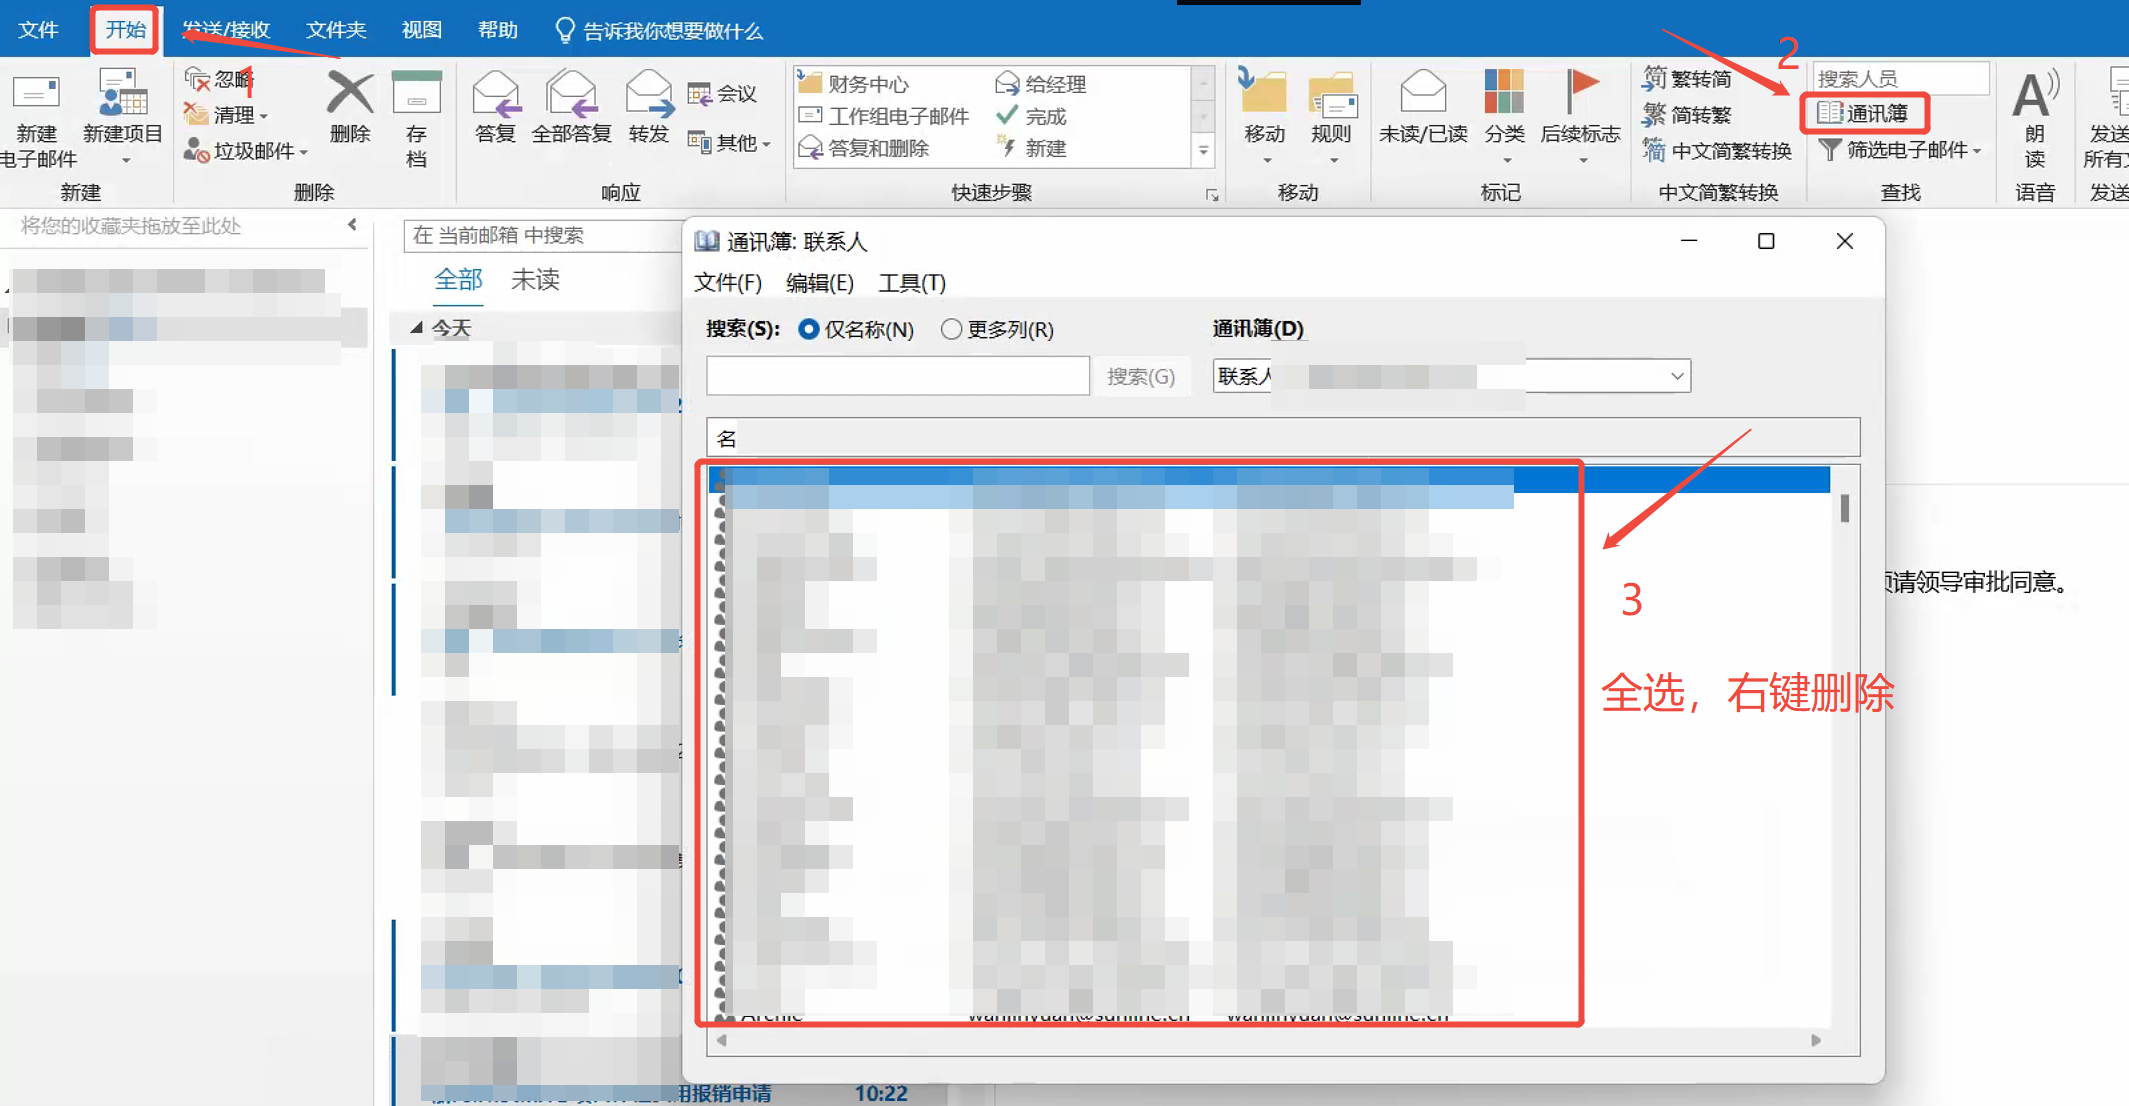 文件 开始 发送/接收 文件夹 视图 帮助 告诉我你想要做什么
1
2
新建
电子邮件
新建项目
新建
忽略
清理
垃圾邮件
删除
存
档
删除
答复 全部答复 转发
会议
其他
响应
财务中心
工作组电子邮件
答复和删除
给经理
完成
新建
快速步骤
移动 规则
移动
未读/已读 分类 后续标志
标记
繁转简
简转繁
中文简繁转换
中文简繁转换
搜索人员
通讯簿
筛选电子邮件
查找
朗
读
语音
发送
所有
发送
将您的收藏夹拖放至此处
在 当前邮箱 中搜索
全部 未读
今天
通讯簿: 联系人
文件(F) 编辑(E) 工具(T)
搜索(S): 仅名称(N) 更多列(R) 通讯簿(D)
搜索(G) 联系人
名
请领导审批同意。
3
全选，右键删除
Archie wanlinyuan@sunline.cn wanlinyuan@sunline.cn
用报销申请 10:22